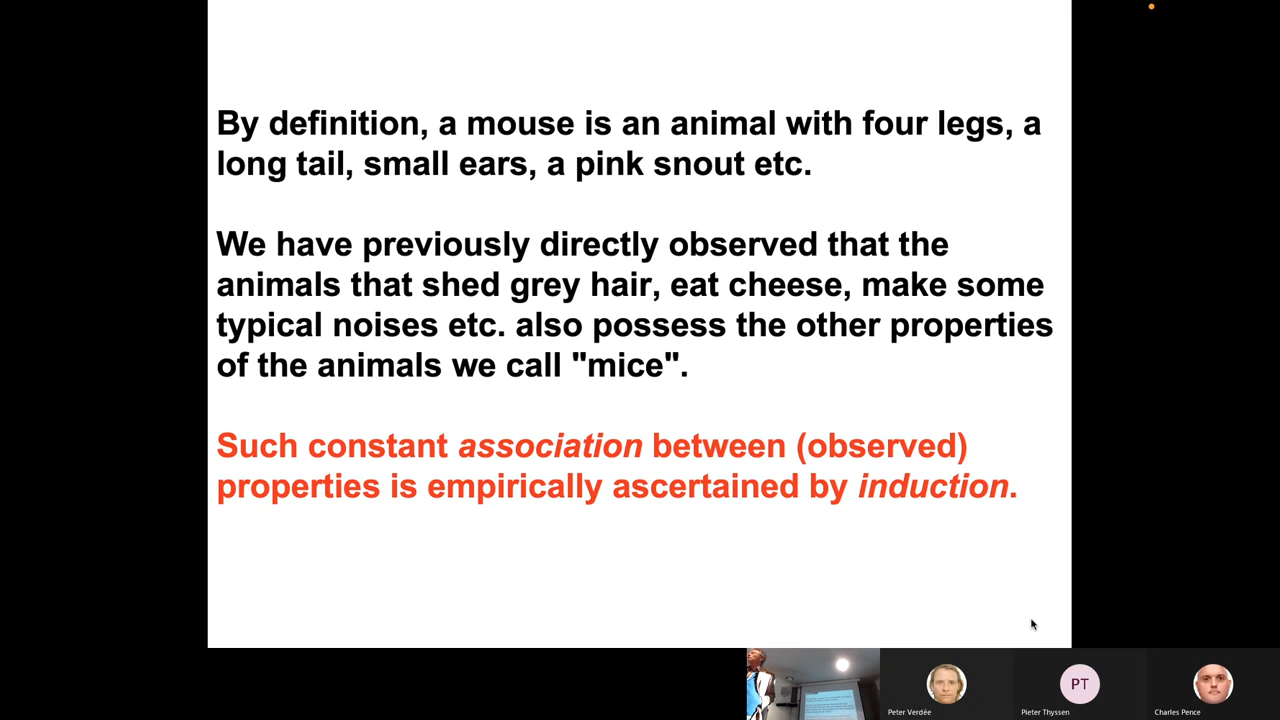 By definition, a mouse is an animal with four legs, a
long tail, small ears, a pink snout etc.
We have previously directly observed that the
animals that shed grey hair, eat cheese, make some
typical noises etc. also possess the other properties
of the animals we call "mice".
Such constant association between (observed)
properties is empirically ascertained by induction.
PT
Peter Verdée
Pieter Thyssen
Charles Pence